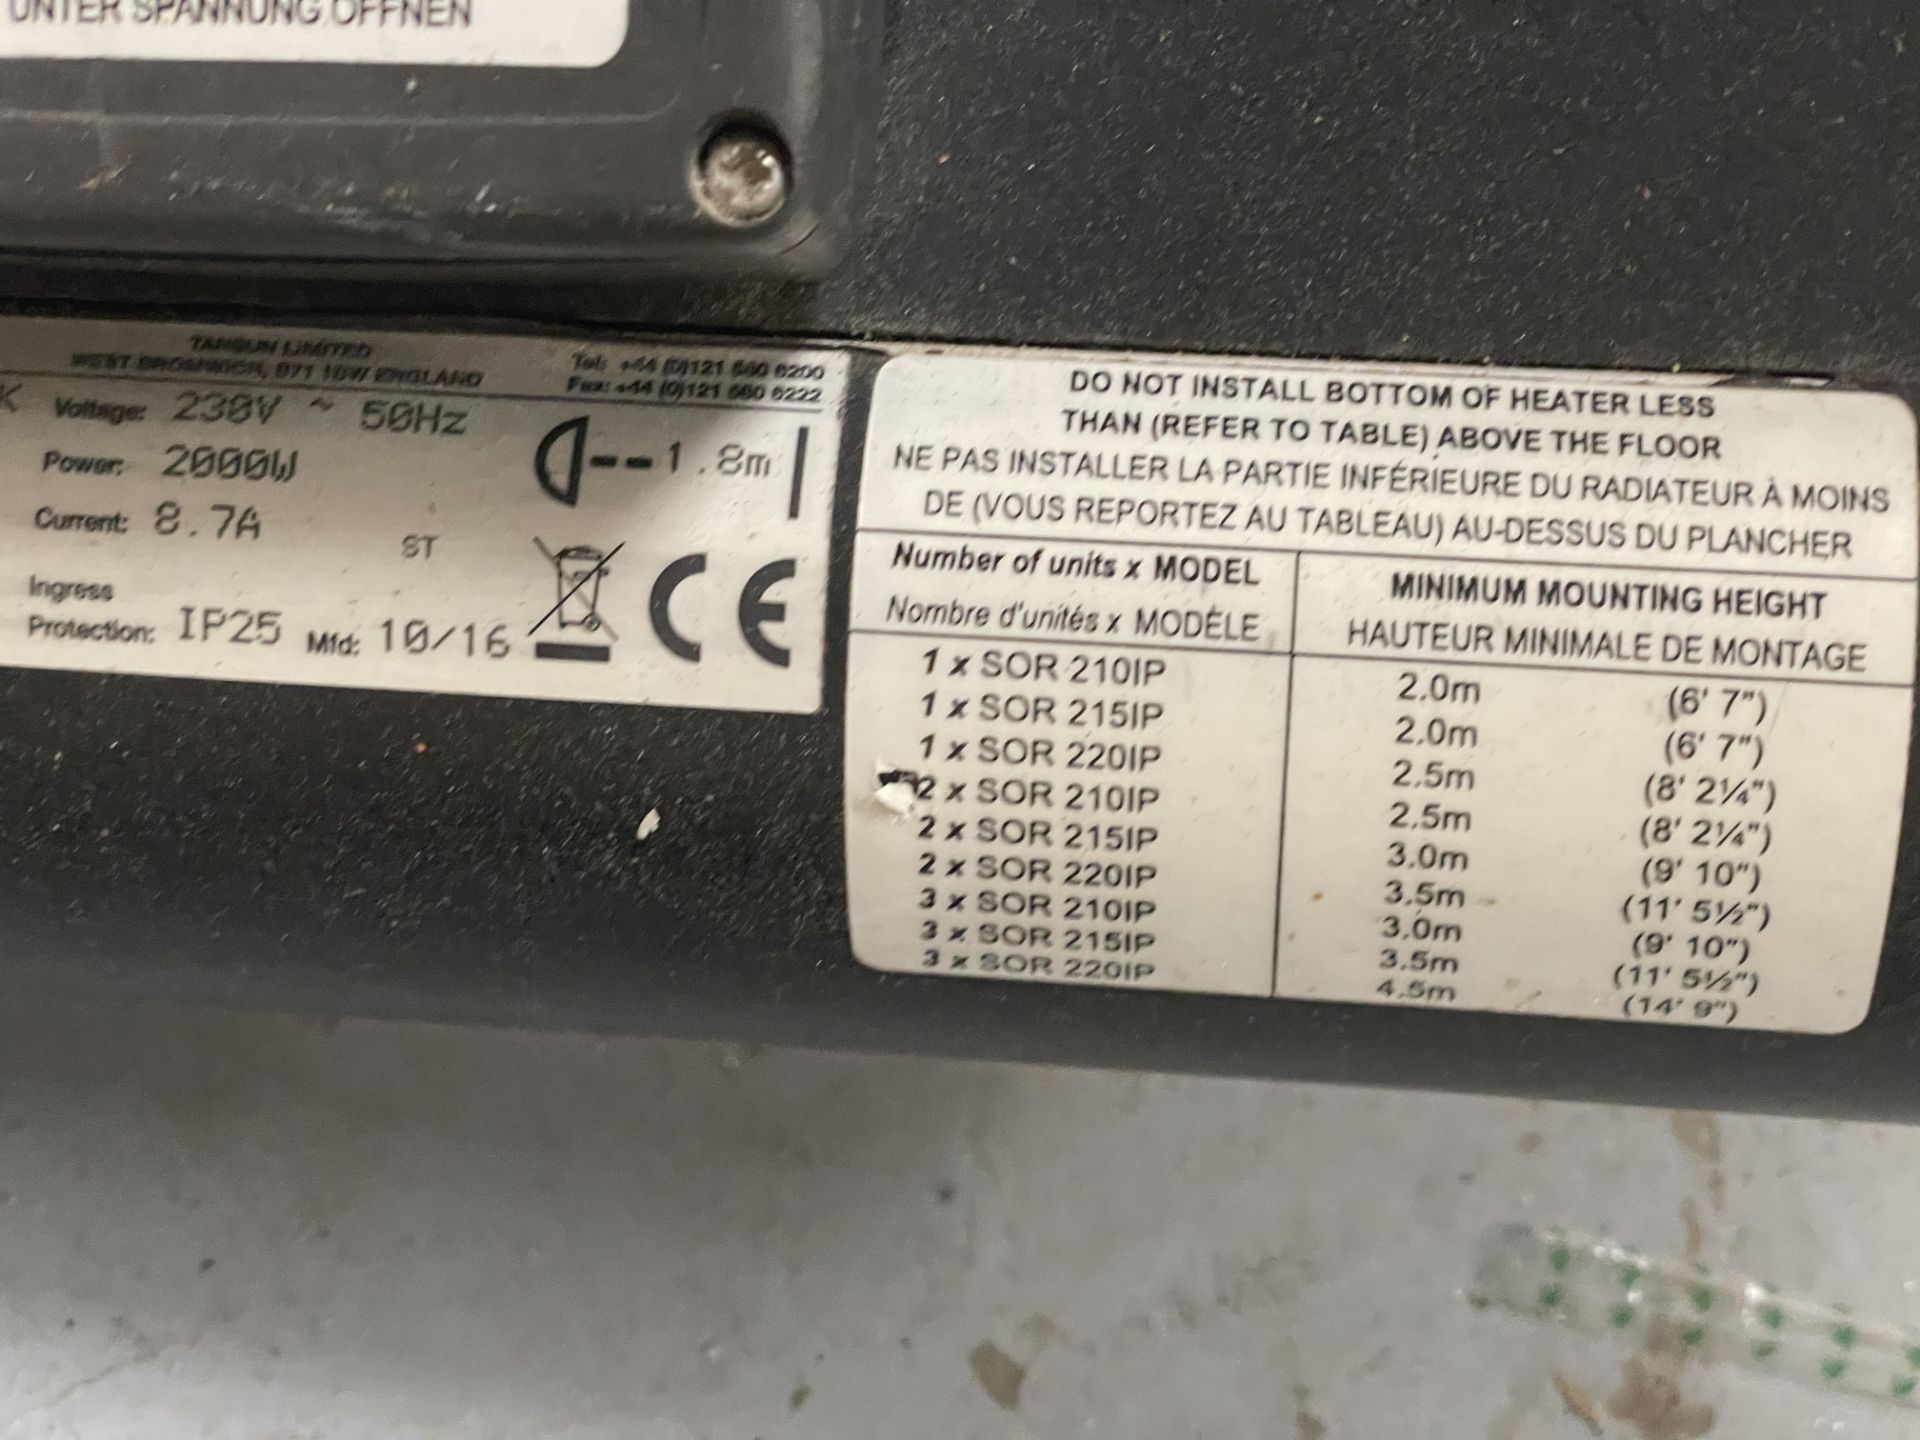 UNTER SPANNUNG ÖFFNEN
TANSUN LIMITED
WEST BROMWICH, B71 ENGLAND
Tel: +44 (0)121 580 6200
Fax: +44 (0)121 580 6222
K Voltage: 230V ~ 50Hz
Power: 2000W
1.8m
Current: 8.7A
ST
Ingress
Protection: IP25 Mfd: 10/16
CE
DO NOT INSTALL BOTTOM OF HEATER LESS
THAN (REFER TO TABLE) ABOVE THE FLOOR
NE PAS INSTALLER LA PARTIE INFÉRIEURE DU RADIATEUR À MOINS
DE (VOUS REPORTEZ AU TABLEAU) AU-DESSUS DU PLANCHER
Number of units x MODEL MINIMUM MOUNTING HEIGHT
Nombre d'unités x MODÈLE HAUTEUR MINIMALE DE MONTAGE
1 x SOR 210IP 2.0m (6' 7")
1 x SOR 215IP 2.0m (6' 7")
1 x SOR 220IP 2.5m (8' 2¼")
2 x SOR 210IP 2.5m (8' 2¼")
2 x SOR 215IP 3.0m (9' 10")
2 x SOR 220IP 3.5m (11' 5½")
3 x SOR 210IP 3.0m (9' 10")
3 x SOR 215IP 3.5m (11' 5½")
3 x SOR 220IP 4.5m (14' 9")